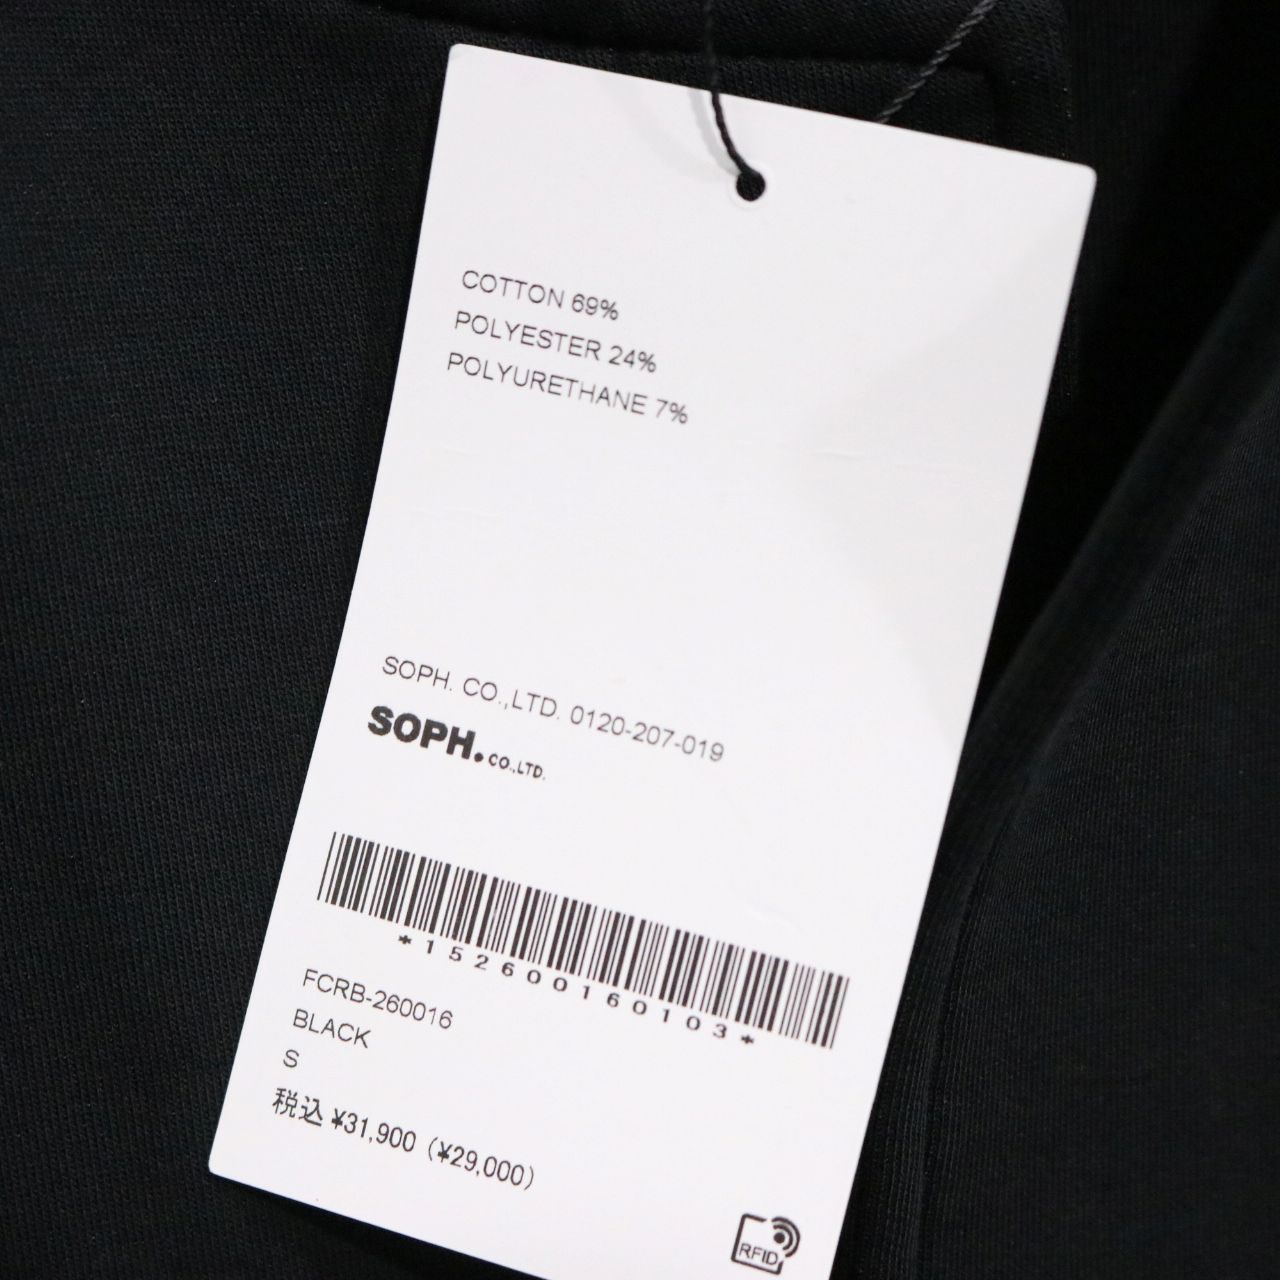 COTTON 69%
POLYESTER 24%
POLYURETHANE 7%
SOPH. CO.,LTD. 0120-207-019
SOPH. CO.,LTD.
*152600160103*
FCRB-260016
BLACK
S
税込 ¥31,900 (¥29,000)
RFID